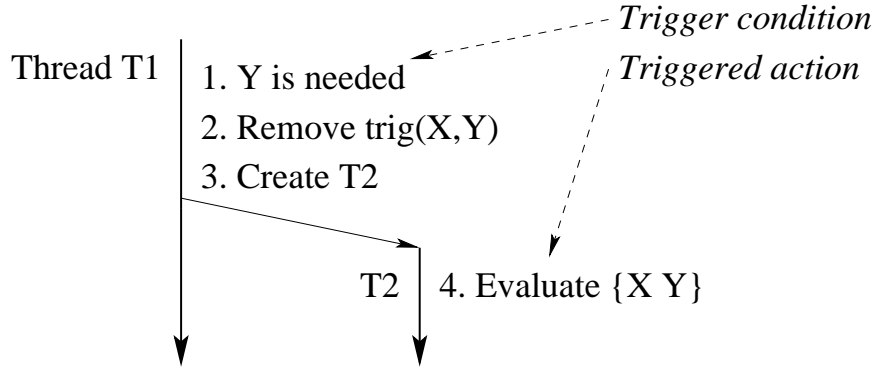 Trigger condition
Thread T1
Triggered action
1. Y is needed
2. Remove trig(X,Y)
3. Create T2
T2
4. Evaluate {X Y}